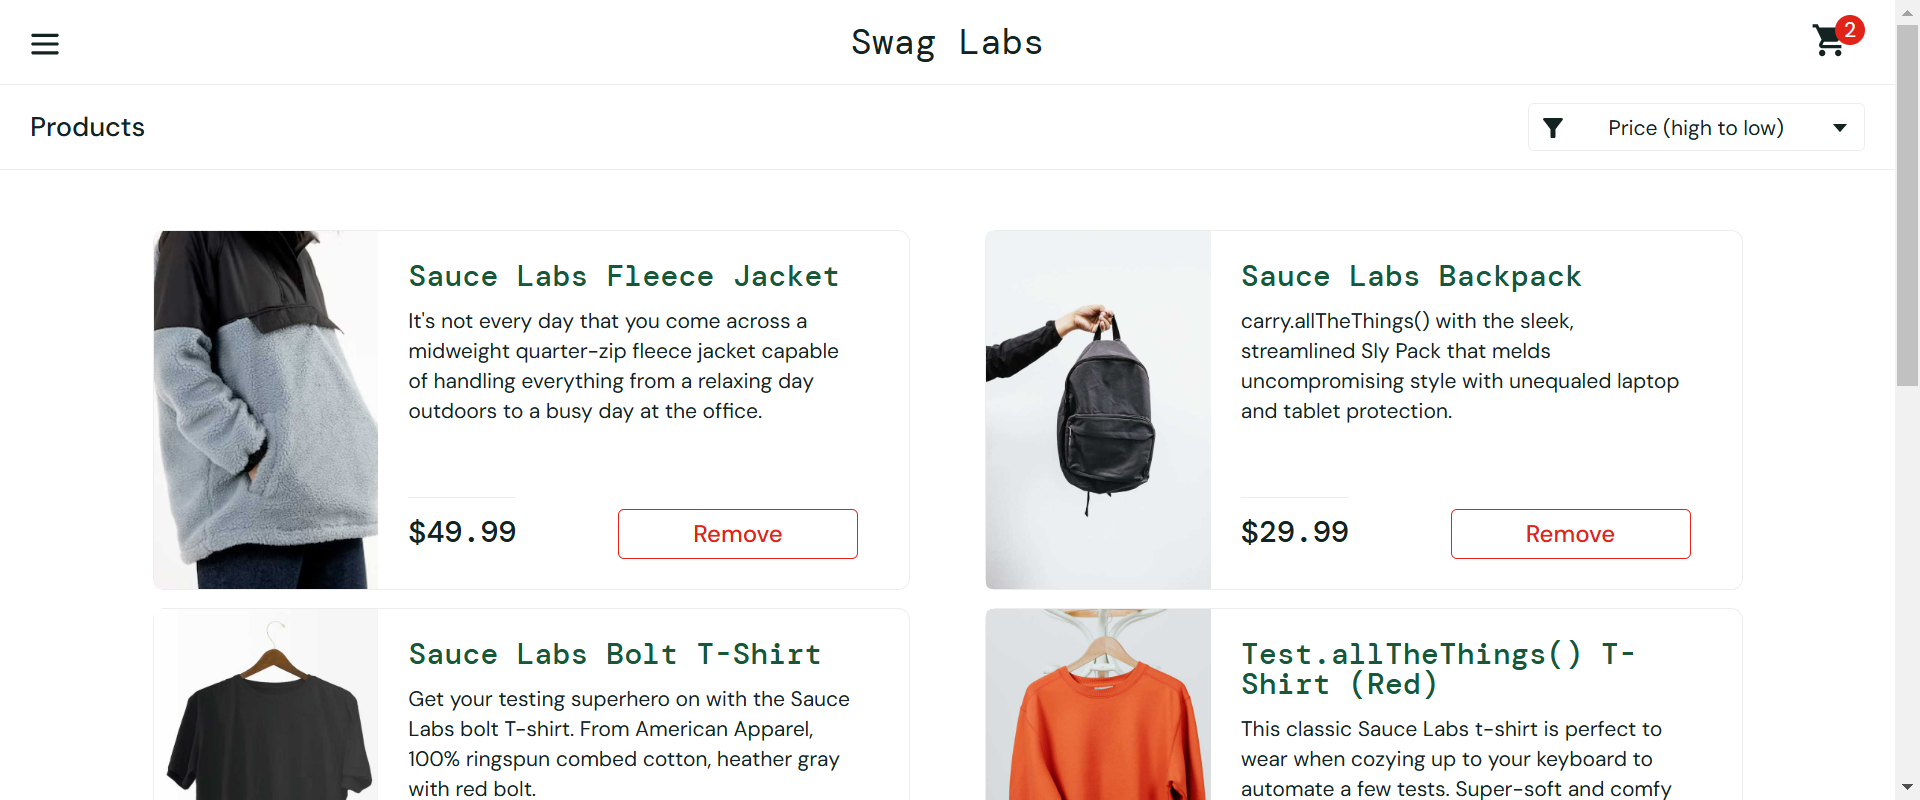 Swag Labs
2
Products
Price (high to low)
Sauce Labs Fleece Jacket
It's not every day that you come across a
midweight quarter-zip fleece jacket capable
of handling everything from a relaxing day
outdoors to a busy day at the office.
$49.99
Remove
Sauce Labs Backpack
carry.allTheThings() with the sleek,
streamlined Sly Pack that melds
uncompromising style with unequaled laptop
and tablet protection.
$29.99
Remove
Sauce Labs Bolt T-Shirt
Get your testing superhero on with the Sauce
Labs bolt T-shirt. From American Apparel,
100% ringspun combed cotton, heather gray
with red bolt.
Test.allTheThings() T-
Shirt (Red)
This classic Sauce Labs t-shirt is perfect to
wear when cozying up to your keyboard to
automate a few tests. Super-soft and comfy